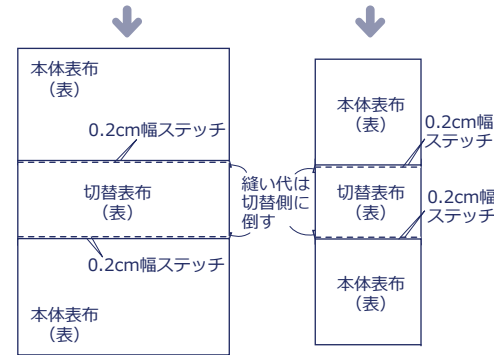 本体表布
（表）
0.2cm幅ステッチ
切替表布
（表）
0.2cm幅ステッチ
本体表布
（表）
縫い代は
切替側に
倒す
本体表布
（表）
0.2cm幅
ステッチ
切替表布
（表）
0.2cm幅
ステッチ
本体表布
（表）